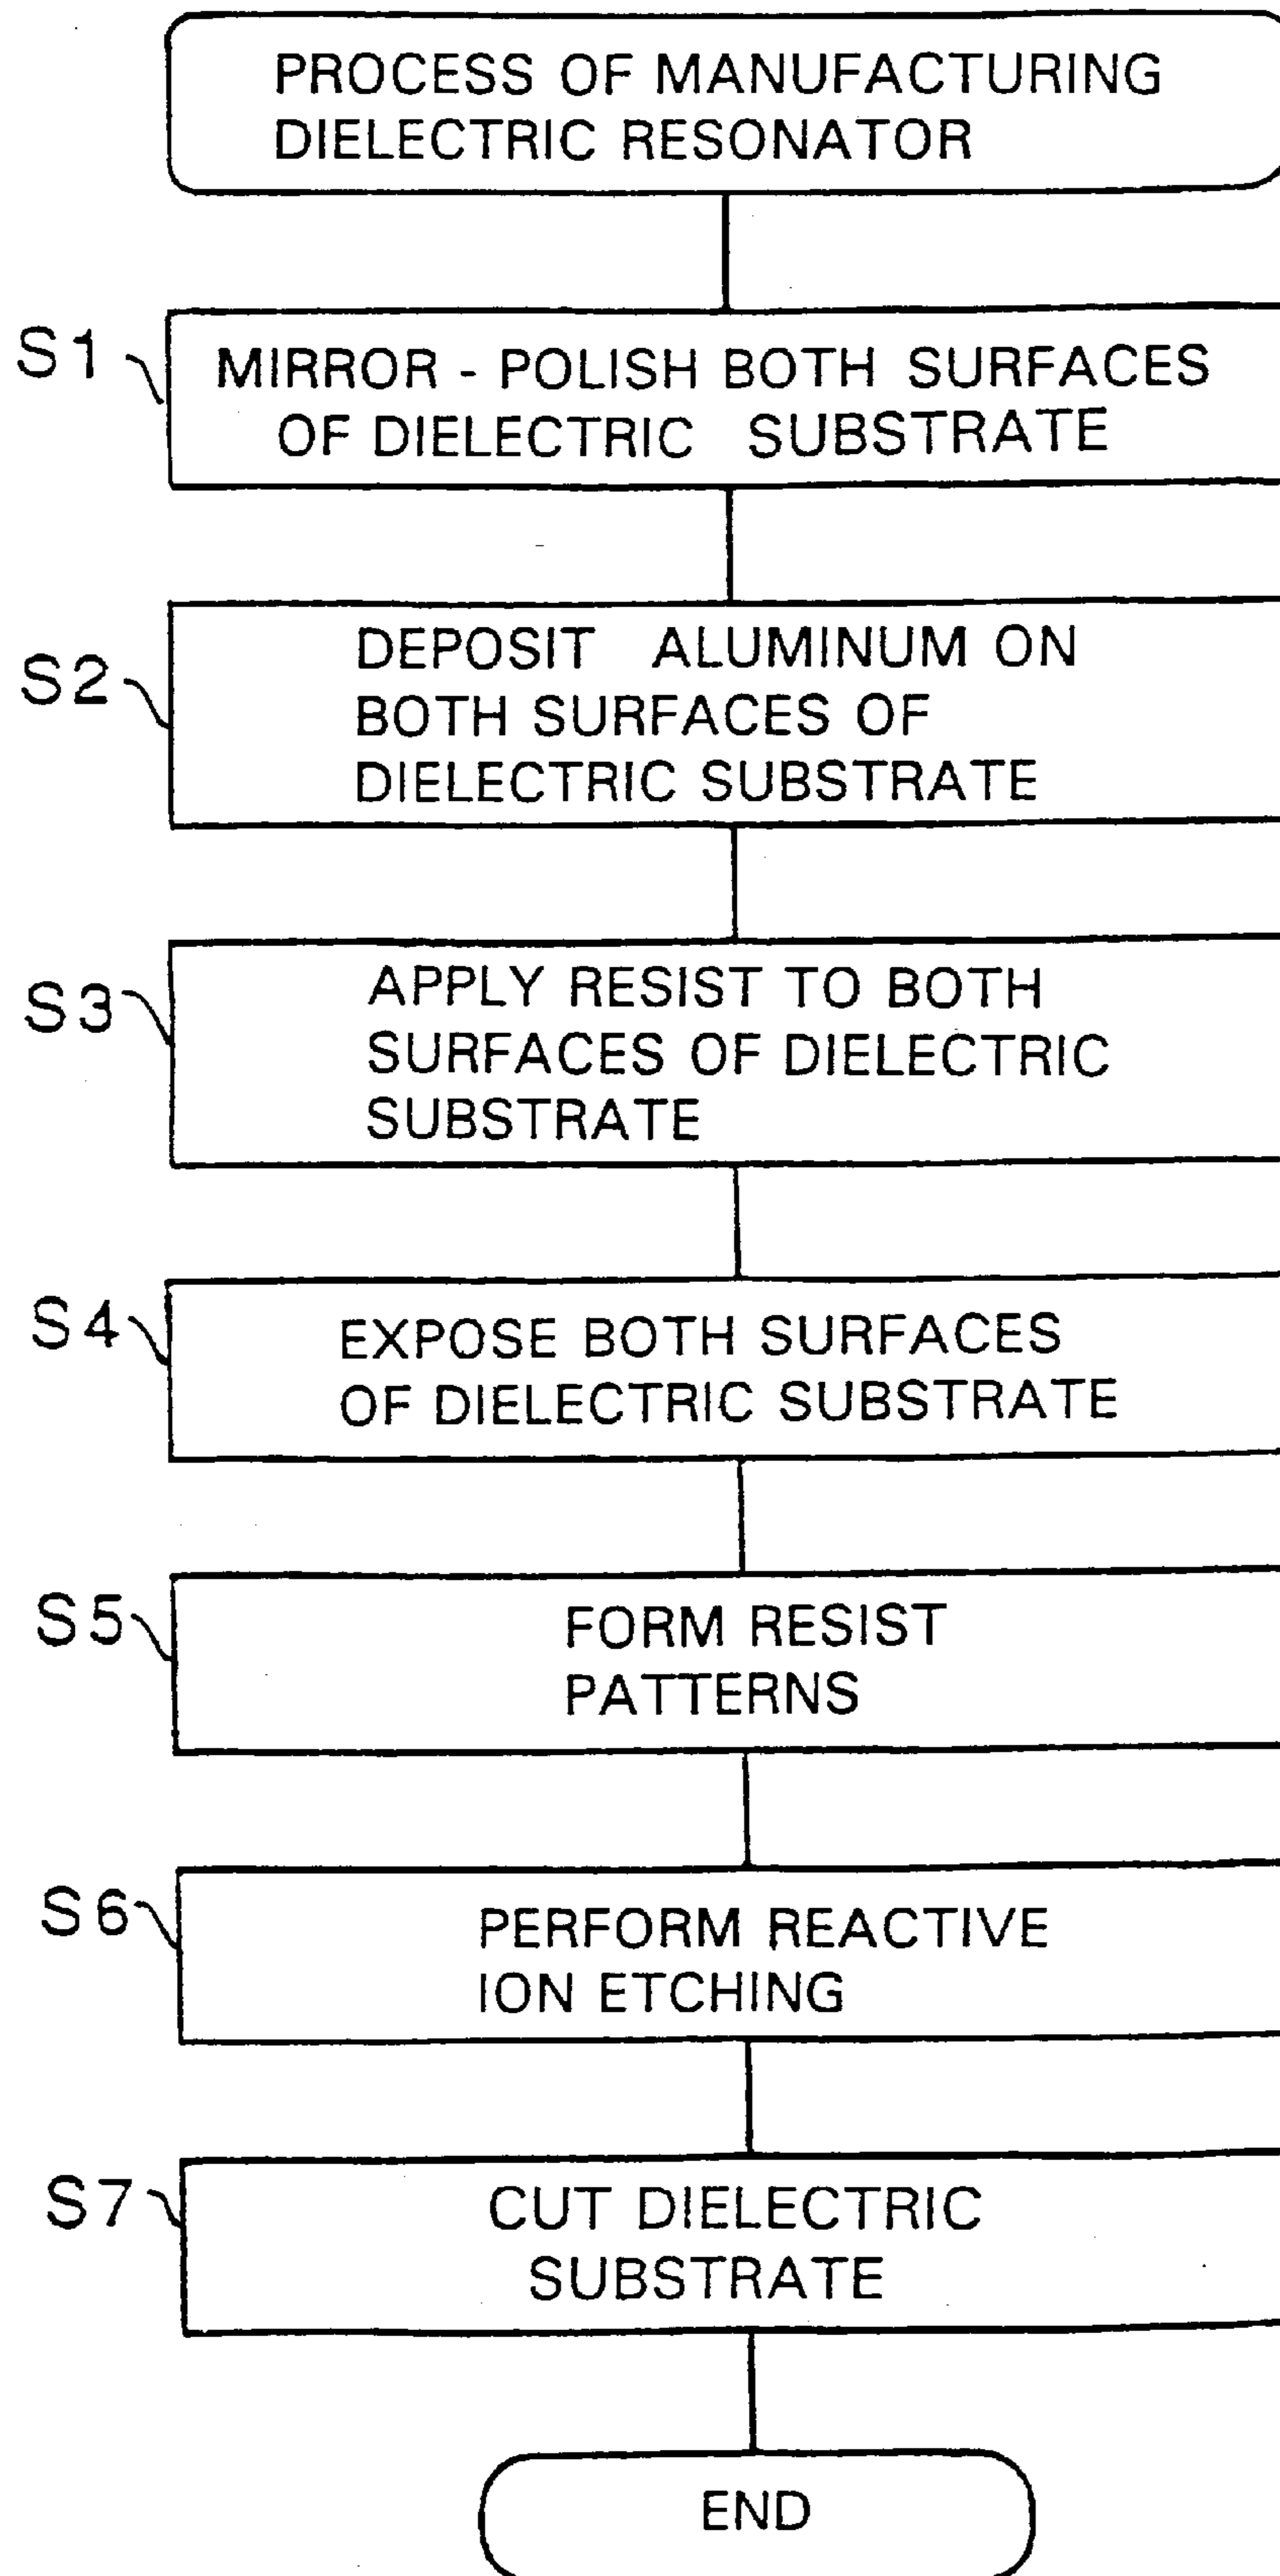 PROCESS OF MANUFACTURING
DIELECTRIC RESONATOR
S1
MIRROR - POLISH BOTH SURFACES
OF DIELECTRIC SUBSTRATE
S2
DEPOSIT ALUMINUM ON
BOTH SURFACES OF
DIELECTRIC SUBSTRATE
S3
APPLY RESIST TO BOTH
SURFACES OF DIELECTRIC
SUBSTRATE
S4
EXPOSE BOTH SURFACES
OF DIELECTRIC SUBSTRATE
S5
FORM RESIST
PATTERNS
S6
PERFORM REACTIVE
ION ETCHING
S7
CUT DIELECTRIC
SUBSTRATE
END